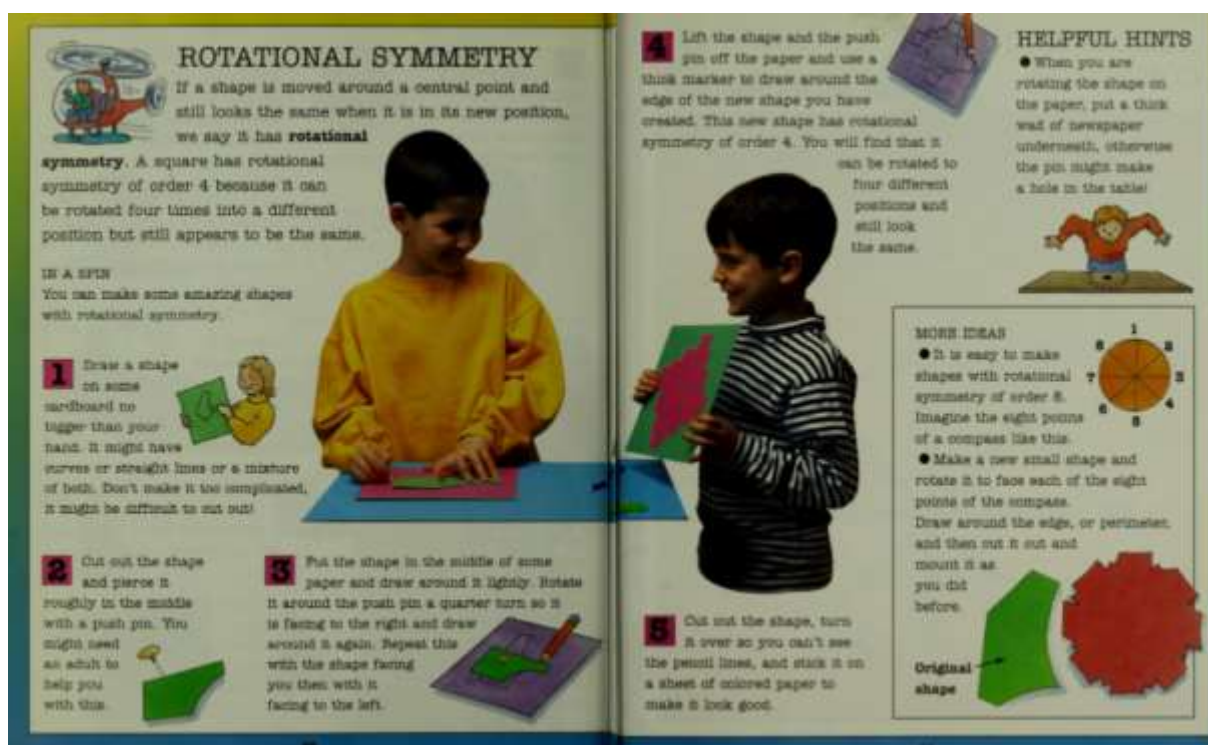 ROTATIONAL SYMMETRY
If a shape is moved around a central point and
still looks the same when it is in its new position,
we say it has rotational
symmetry. A square has rotational
symmetry of order 4 because it can
be rotated four times into a different
position but still appears to be the same.
IN A SPIN
You can make some amazing shapes
with rotational symmetry.
1
Draw a shape
on some
cardboard no
bigger than your
hand. It might have
curves or straight lines or a mixture
of both. Don't make it too complicated,
it might be difficult to cut out!
2
Cut out the shape
and pierce it
roughly in the middle
with a push pin. You
might need
an adult to
help you
with this.
3
Put the shape in the middle of some
paper and draw around it lightly. Rotate
it around the push pin a quarter turn so it
is facing to the right and draw
around it again. Repeat this
with the shape facing
you then with it
facing to the left.
4
Lift the shape and the push
pin off the paper and use a
thick marker to draw around the
edge of the new shape you have
created. This new shape has rotational
symmetry of order 4. You will find that it
can be rotated to
four different
positions and
still look
the same.
5
Cut out the shape, turn
it over so you can't see
the pencil lines, and stick it on
a sheet of colored paper to
make it look good.
HELPFUL HINTS
● When you are
rotating the shape on
the paper, put a thick
wad of newspaper
underneath, otherwise
the pin might make
a hole in the table!
MORE IDEAS
● It is easy to make
shapes with rotational
symmetry of order 8.
Imagine the eight points
of a compass like this.
1
2
3
4
5
6
7
8
● Make a new small shape and
rotate it to face each of the eight
points of the compass.
Draw around the edge, or perimeter,
and then cut it out and
mount it as
you did
before.
Original
shape